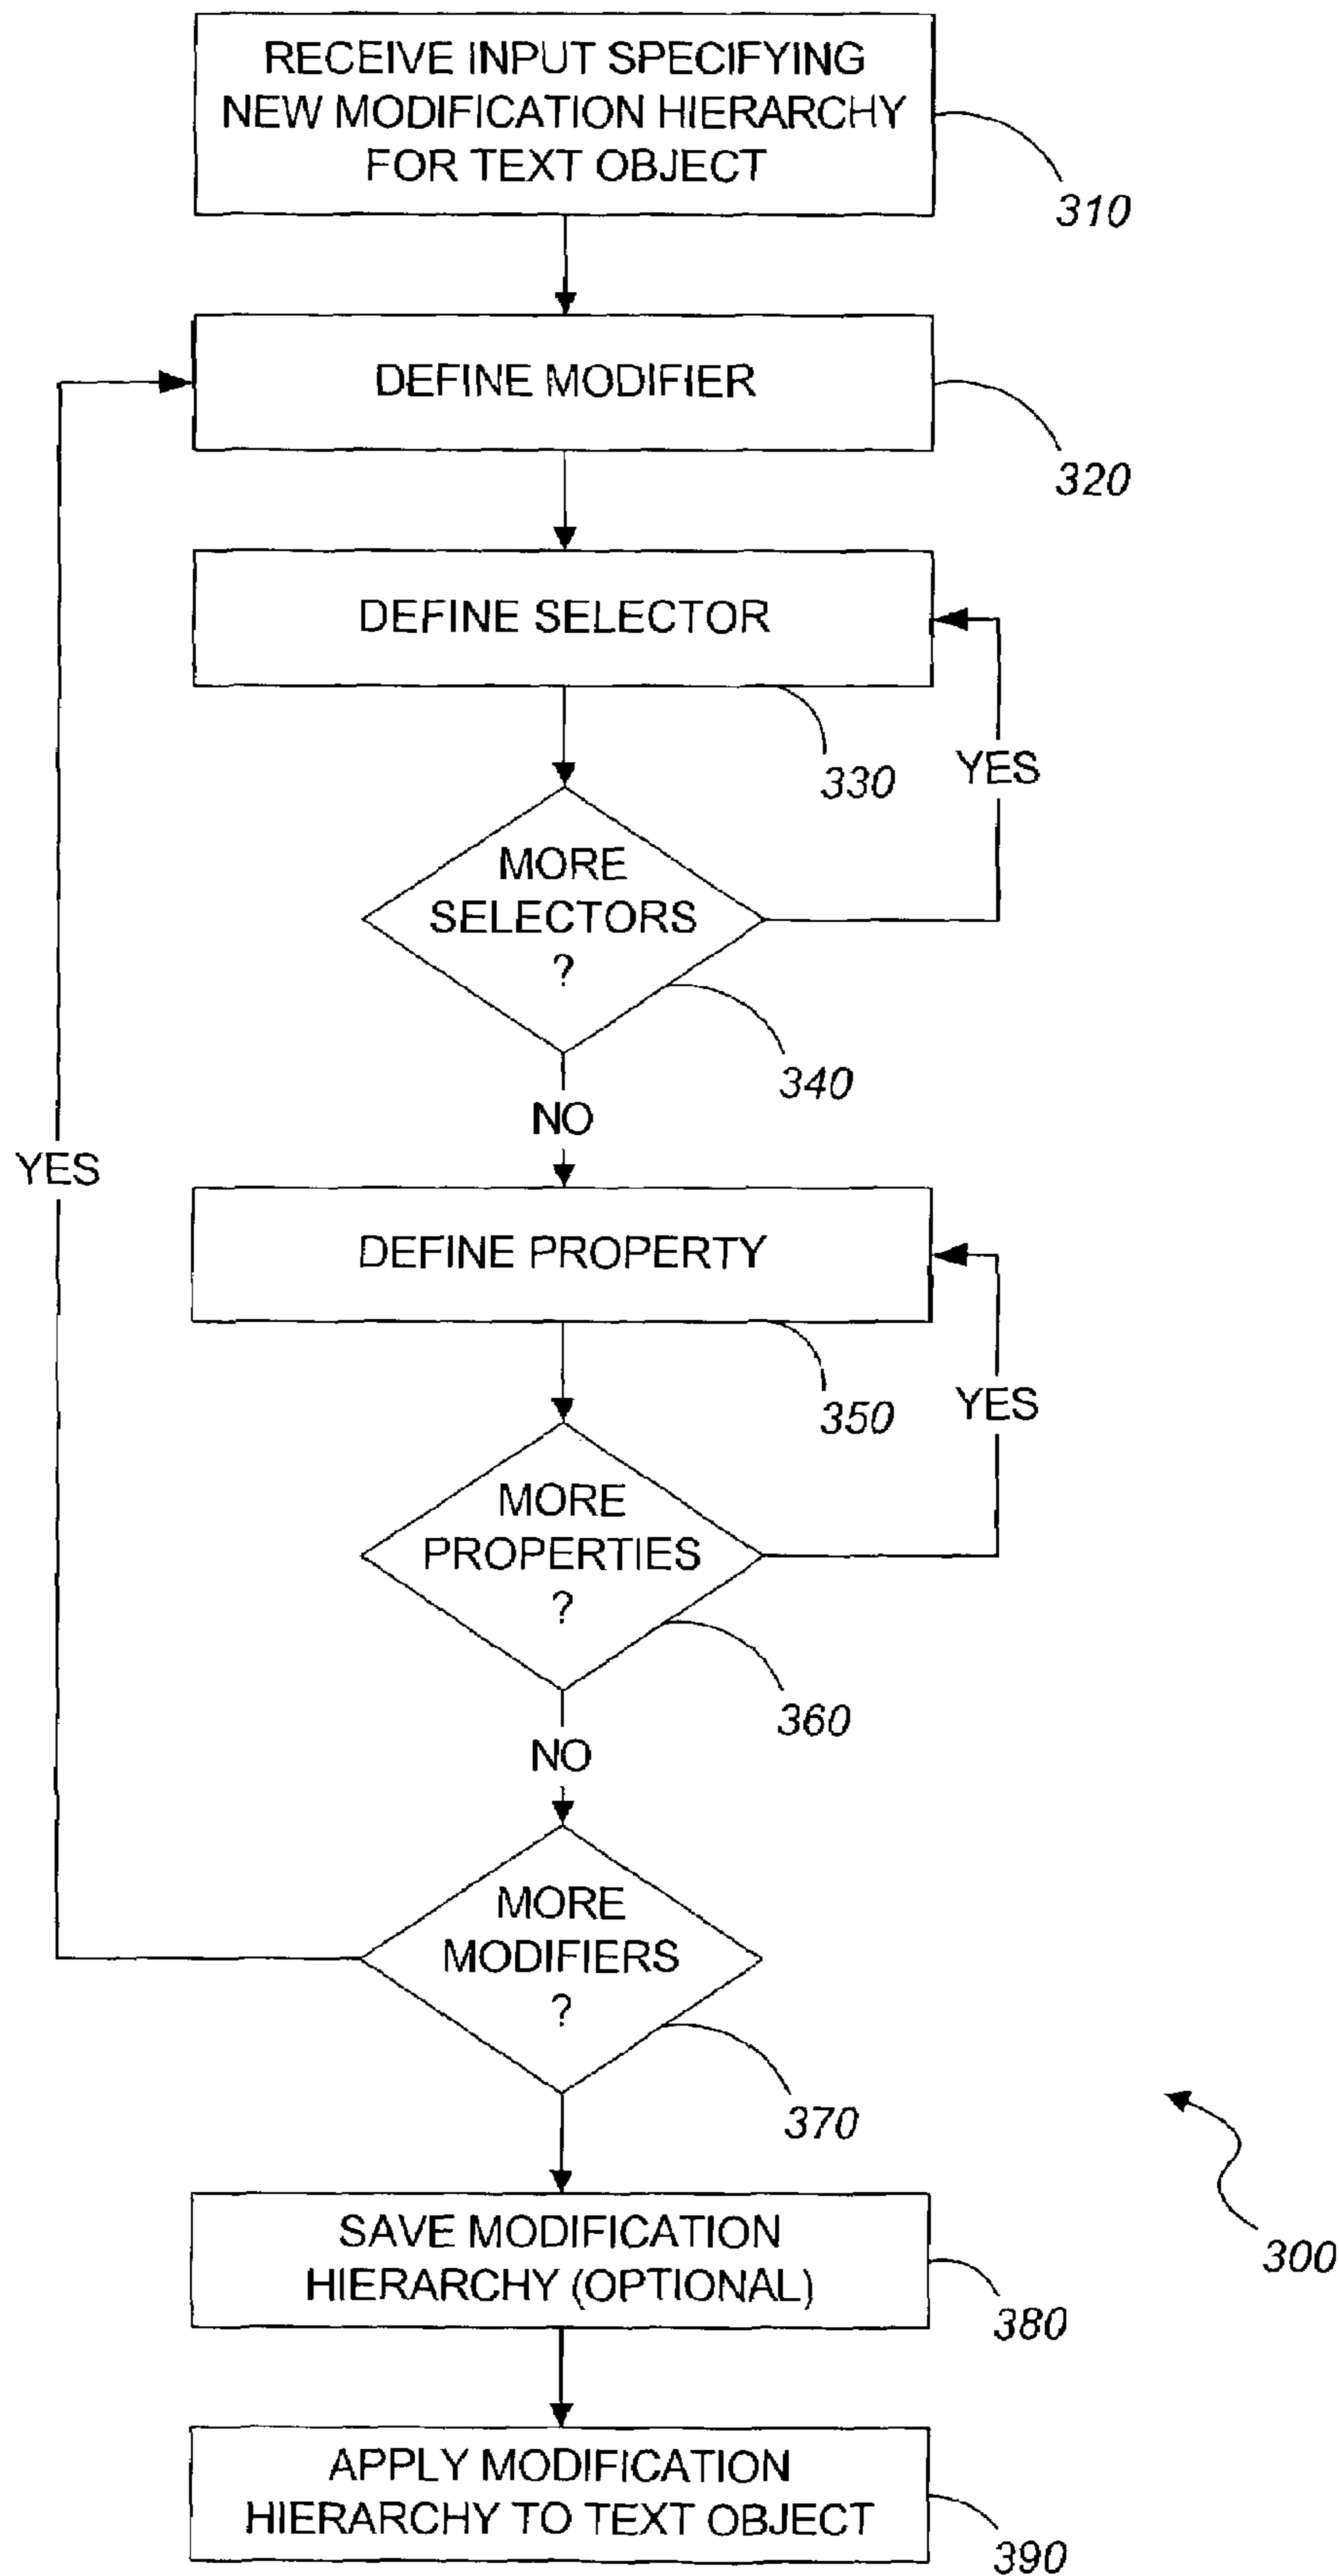 RECEIVE INPUT SPECIFYING
NEW MODIFICATION HIERARCHY
FOR TEXT OBJECT
310
DEFINE MODIFIER
320
DEFINE SELECTOR
330
YES
MORE
SELECTORS
?
340
NO
YES
DEFINE PROPERTY
350
YES
MORE
PROPERTIES
?
360
NO
MORE
MODIFIERS
?
370
SAVE MODIFICATION
HIERARCHY (OPTIONAL)
380
300
APPLY MODIFICATION
HIERARCHY TO TEXT OBJECT
390